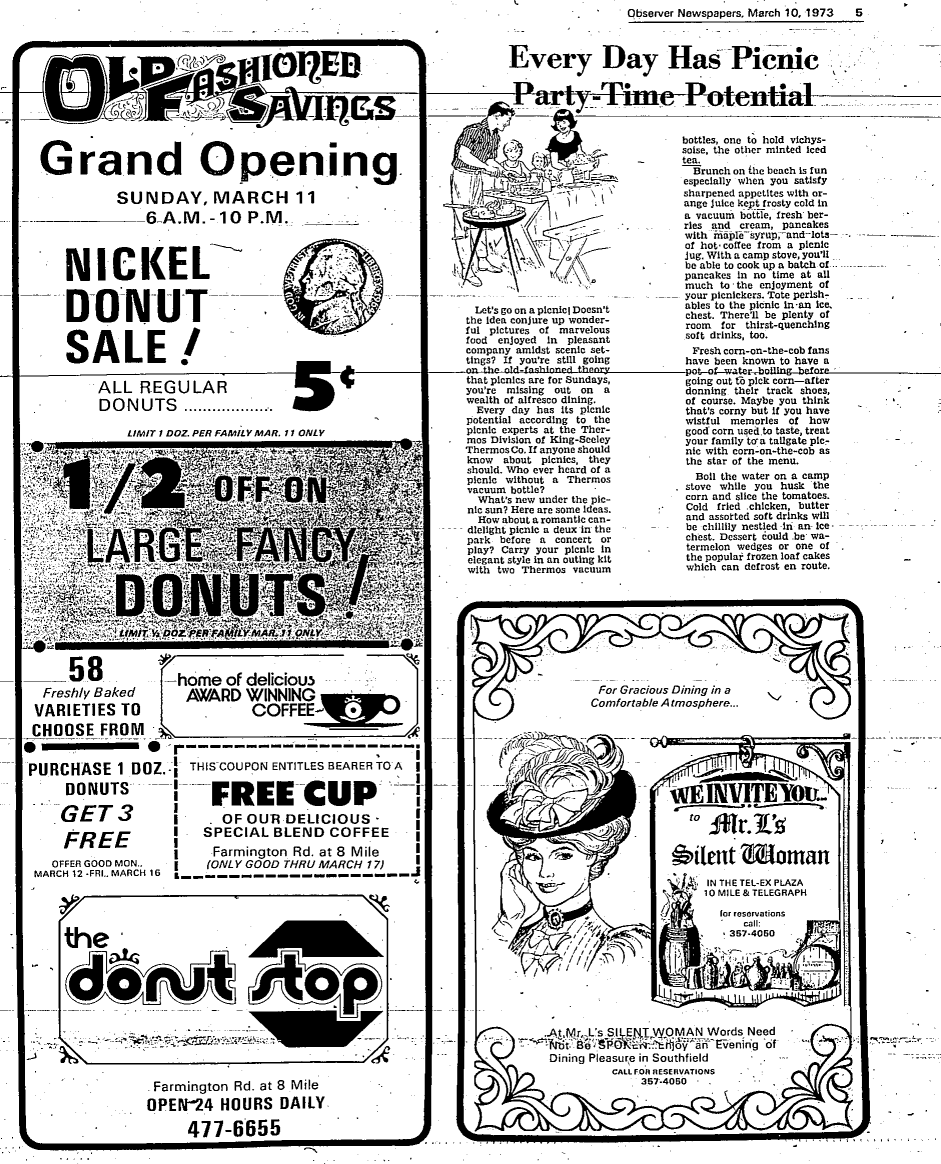 Observer Newspapers, March 10, 1973 5
OLD FASHIONED
SAVINGS
Grand Opening
SUNDAY, MARCH 11
6 A.M.-10 P.M.
NICKEL
DONUT
SALE!
ALL REGULAR
DONUTS ................... 5¢
LIMIT 1 DOZ. PER FAMILY MAR. 11 ONLY
1/2 OFF ON
LARGE FANCY
DONUTS!
LIMIT ½ DOZ. PER FAMILY MAR. 11 ONLY
58
Freshly Baked
VARIETIES TO
CHOOSE FROM
home of delicious
AWARD WINNING
COFFEE
PURCHASE 1 DOZ.
DONUTS
GET 3
FREE
OFFER GOOD MON.,
MARCH 12 -FRI., MARCH 16
THIS COUPON ENTITLES BEARER TO A
FREE CUP
OF OUR DELICIOUS
SPECIAL BLEND COFFEE
Farmington Rd. at 8 Mile
(ONLY GOOD THRU MARCH 17)
the
donut stop
Farmington Rd. at 8 Mile
OPEN 24 HOURS DAILY
477-6655
Every Day Has Picnic
Party-Time Potential
Let's go on a picnic! Doesn't
the idea conjure up wonder-
ful pictures of marvelous
food enjoyed in pleasant
company amidst scenic set-
tings? If you're still going
on the old-fashioned theory
that picnics are for Sundays,
you're missing out on a
wealth of alfresco dining.
Every day has its picnic
potential according to the
picnic experts at the Ther-
mos Division of King-Seeley
Thermos Co. If anyone should
know about picnics, they
should. Who ever heard of a
picnic without a Thermos
vacuum bottle?
What's new under the pic-
nic sun? Here are some ideas.
How about a romantic can-
dlelight picnic a deux in the
park before a concert or
play? Carry your picnic in
elegant style in an outing kit
with two Thermos vacuum
bottles, one to hold vichys-
soise, the other minted iced
tea.
Brunch on the beach is fun
especially when you satisfy
sharpened appetites with or-
ange juice kept frosty cold in
a vacuum bottle, fresh ber-
ries and cream, pancakes
with maple syrup, and lots
of hot coffee from a picnic
jug. With a camp stove, you'll
be able to cook up a batch of
pancakes in no time at all
much to the enjoyment of
your picnickers. Tote perish-
ables to the picnic in an ice
chest. There'll be plenty of
room for thirst-quenching
soft drinks, too.
Fresh corn-on-the-cob fans
have been known to have a
pot of water boiling before
going out to pick corn—after
donning their track shoes,
of course. Maybe you think
that's corny but if you have
wistful memories of how
good corn used to taste, treat
your family to a tailgate pic-
nic with corn-on-the-cob as
the star of the menu.
Boil the water on a camp
stove while you husk the
corn and slice the tomatoes.
Cold fried chicken, butter
and assorted soft drinks will
be chillily nestled in an ice
chest. Dessert could be wa-
termelon wedges or one of
the popular frozen loaf cakes
which can defrost en route.
For Gracious Dining in a
Comfortable Atmosphere...
WE INVITE YOU...
to Mr. L's
Silent Woman
IN THE TEL-EX PLAZA
10 MILE & TELEGRAPH
for reservations
call:
357-4050
At Mr. L's SILENT WOMAN Words Need
Not Be SPOKEN...Enjoy an Evening of
Dining Pleasure in Southfield
CALL FOR RESERVATIONS
357-4050